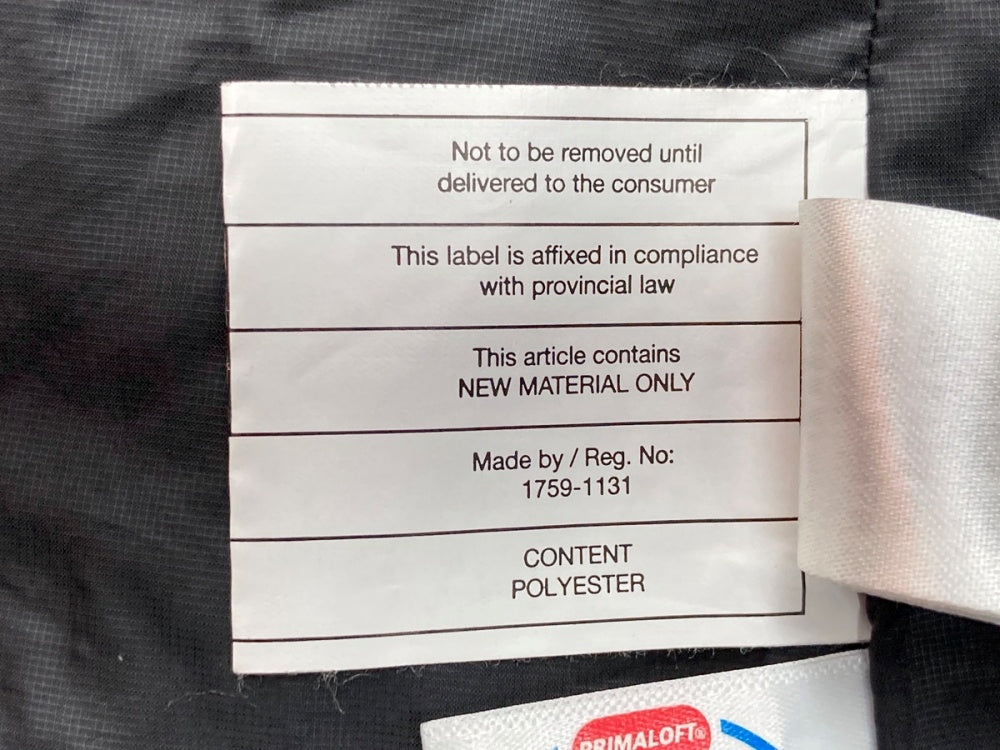 Not to be removed until
delivered to the consumer
This label is affixed in compliance
with provincial law
This article contains
NEW MATERIAL ONLY
Made by / Reg. No:
1759-1131
CONTENT
POLYESTER
PRIMALOFT®